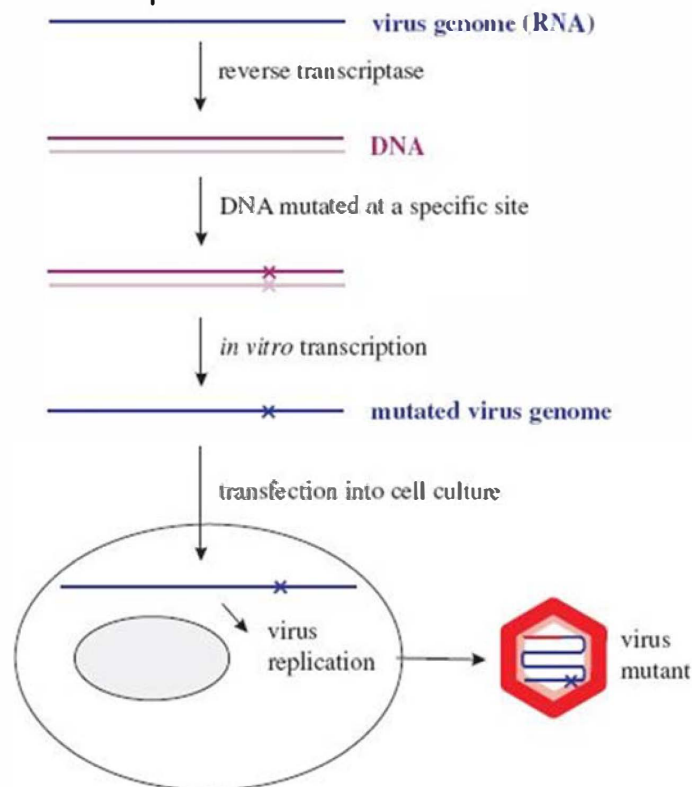 virus genome (RNA)
reverse transcriptase
DNA
DNA mutated at a specific site
in vitro transcription
mutated virus genome
transfection into cell culture
virus
replication
virus
mutant